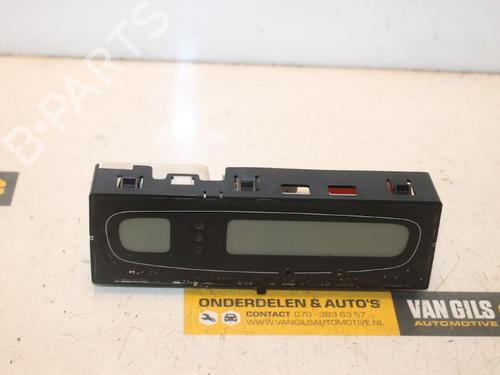 B-PARTS
ONDERDELEN & AUTO'S
CONTACT 070 - 383 63 57
WWW.VANGILSAUTOMOTIVE.NL
VAN GILS
AUTOMOTIVE